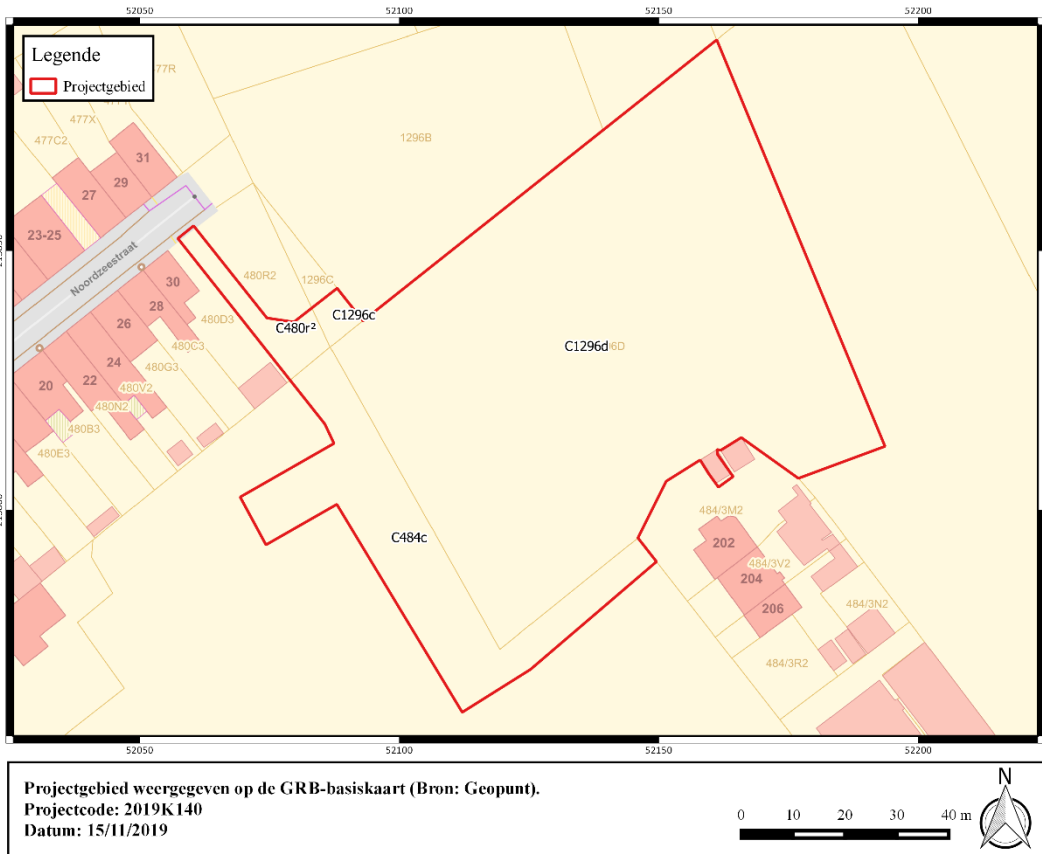 52050 52100 52150 52200
Legende
Projectgebied
477R
477X
477C2
1296B
31
29
27
23-25
Noordzeestraat
480R2
1296C
30
C1296c
C480r²
28
480D3
26
480C3
C1296d
24
480G3
20
22
480V2
480N2
480B3
480E3
484/3M2
C484c
202
484/3V2
204
206
484/3N2
484/3R2
52050 52100 52150 52200
Projectgebied weergegeven op de GRB-basiskaart (Bron: Geopunt).
Projectcode: 2019K140
Datum: 15/11/2019
N
0 10 20 30 40 m